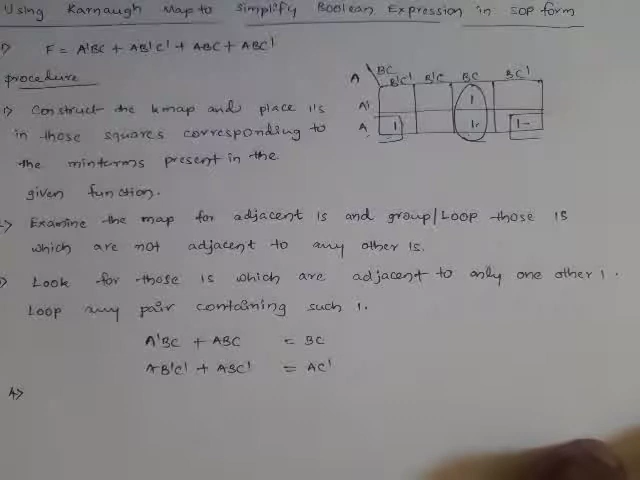 Using Karnaugh Map to simplify Boolean Expression in SOP form
1) F = A'BC + AB'C' + ABC + ABC'
procedure
1) Construct the kmap and place 1's
in those squares corresponding to
the minterms present in the
given function.
A \ BC B'C' B'C BC BC'
A' 1
A 1 1 1
2) Examine the map for adjacent 1s and group/Loop those 1s
which are not adjacent to any other 1s.
) Look for those 1s which are adjacent to only one other 1.
Loop any pair containing such 1.
A'BC + ABC = BC
AB'C' + ABC' = AC'
4)